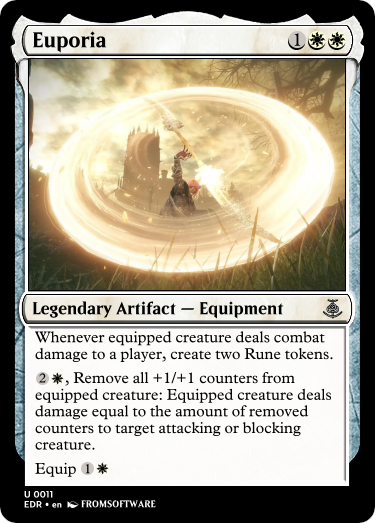 Euporia 1
Legendary Artifact — Equipment
Whenever equipped creature deals combat
damage to a player, create two Rune tokens.
2, Remove all +1/+1 counters from
equipped creature: Equipped creature deals
damage equal to the amount of removed
counters to target attacking or blocking
creature.
Equip 1
U 0011
EDR • en FROMSOFTWARE